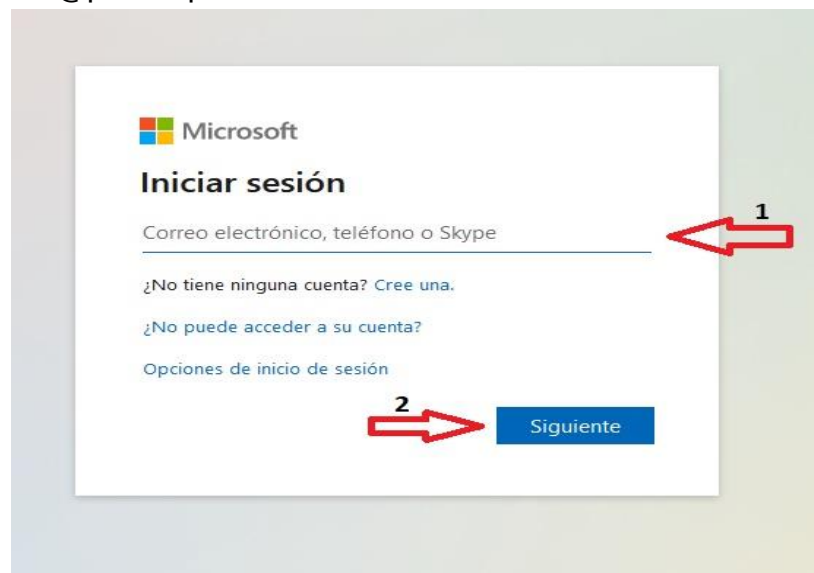 Microsoft
Iniciar sesión
1
Correo electrónico, teléfono o Skype
¿No tiene ninguna cuenta? Cree una.
¿No puede acceder a su cuenta?
Opciones de inicio de sesión
2
Siguiente